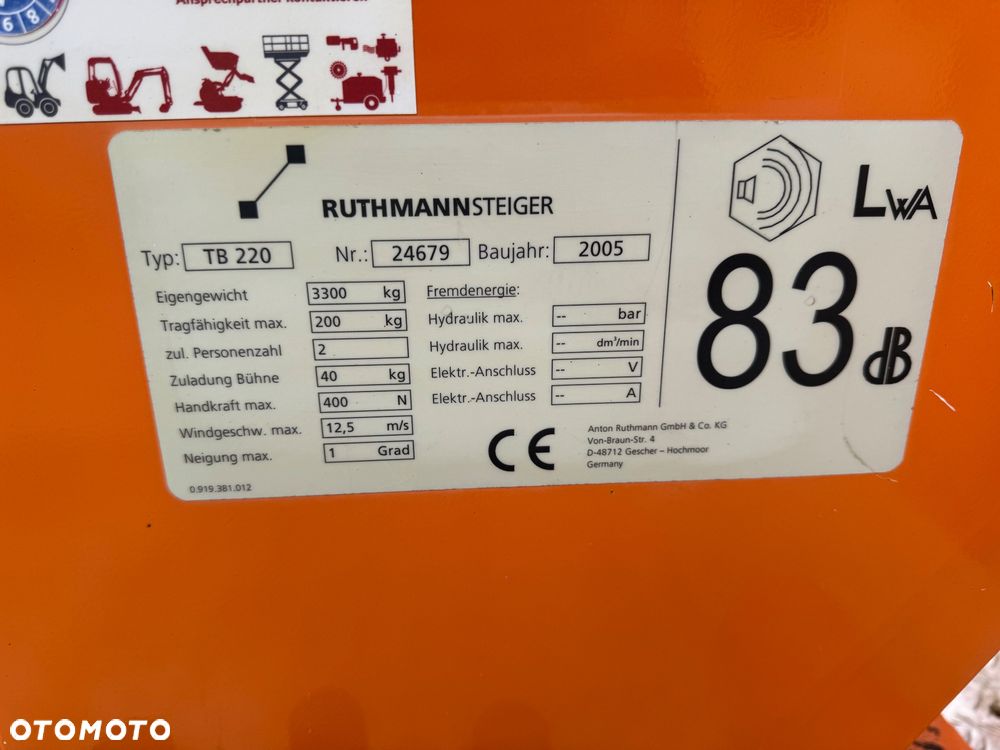 Ansprechpartner kontaktieren
RUTHMANNSTEIGER
Typ: TB 220 Nr.: 24679 Baujahr: 2005
Eigengewicht 3300 kg
Tragfähigkeit max. 200 kg
zul. Personenzahl 2
Zuladung Bühne 40 kg
Handkraft max. 400 N
Windgeschw. max. 12,5 m/s
Neigung max. 1 Grad
0.919.381.012
Fremdenergie:
Hydraulik max. -- bar
Hydraulik max. -- dm³/min
Elektr.-Anschluss -- V
Elektr.-Anschluss -- A
CE
Anton Ruthmann GmbH & Co. KG
Von-Braun-Str. 4
D-48712 Gescher – Hochmoor
Germany
LWA
83 dB
OTOMOTO